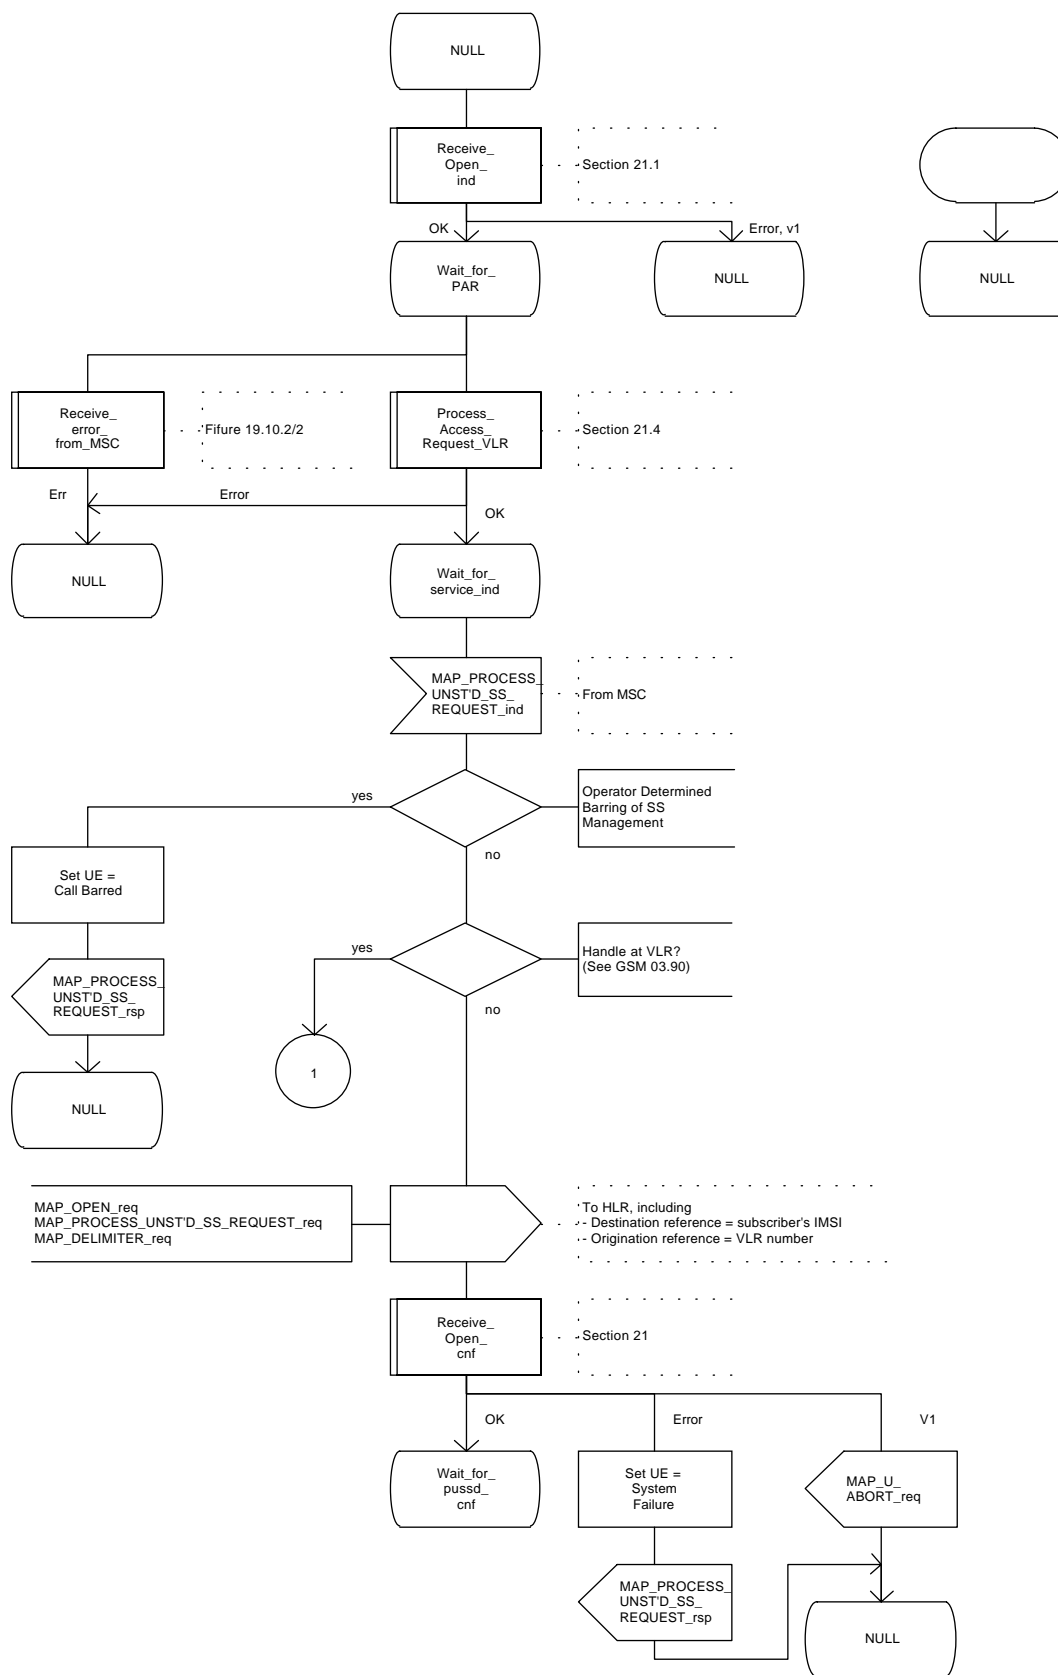 NULL
Receive_
Open_
ind
Section 21.1
OK
Error, v1
Wait_for_
PAR
NULL
NULL
Receive_
error_
from_MSC
Fifure 19.10.2/2
Process_
Access_
Request_VLR
Section 21.4
Err
Error
OK
NULL
Wait_for_
service_ind
MAP_PROCESS_
UNST'D_SS_
REQUEST_ind
From MSC
yes
Operator Determined
Barring of SS
Management
no
Set UE =
Call Barred
yes
Handle at VLR?
(See GSM 03.90)
MAP_PROCESS_
UNST'D_SS_
REQUEST_rsp
no
1
NULL
MAP_OPEN_req
MAP_PROCESS_UNST'D_SS_REQUEST_req
MAP_DELIMITER_req
To HLR, including
- Destination reference = subscriber's IMSI
- Origination reference = VLR number
Receive_
Open_
cnf
Section 21
OK
Error
V1
Wait_for_
pussd_
cnf
Set UE =
System
Failure
MAP_U_
ABORT_req
MAP_PROCESS_
UNST'D_SS_
REQUEST_rsp
NULL